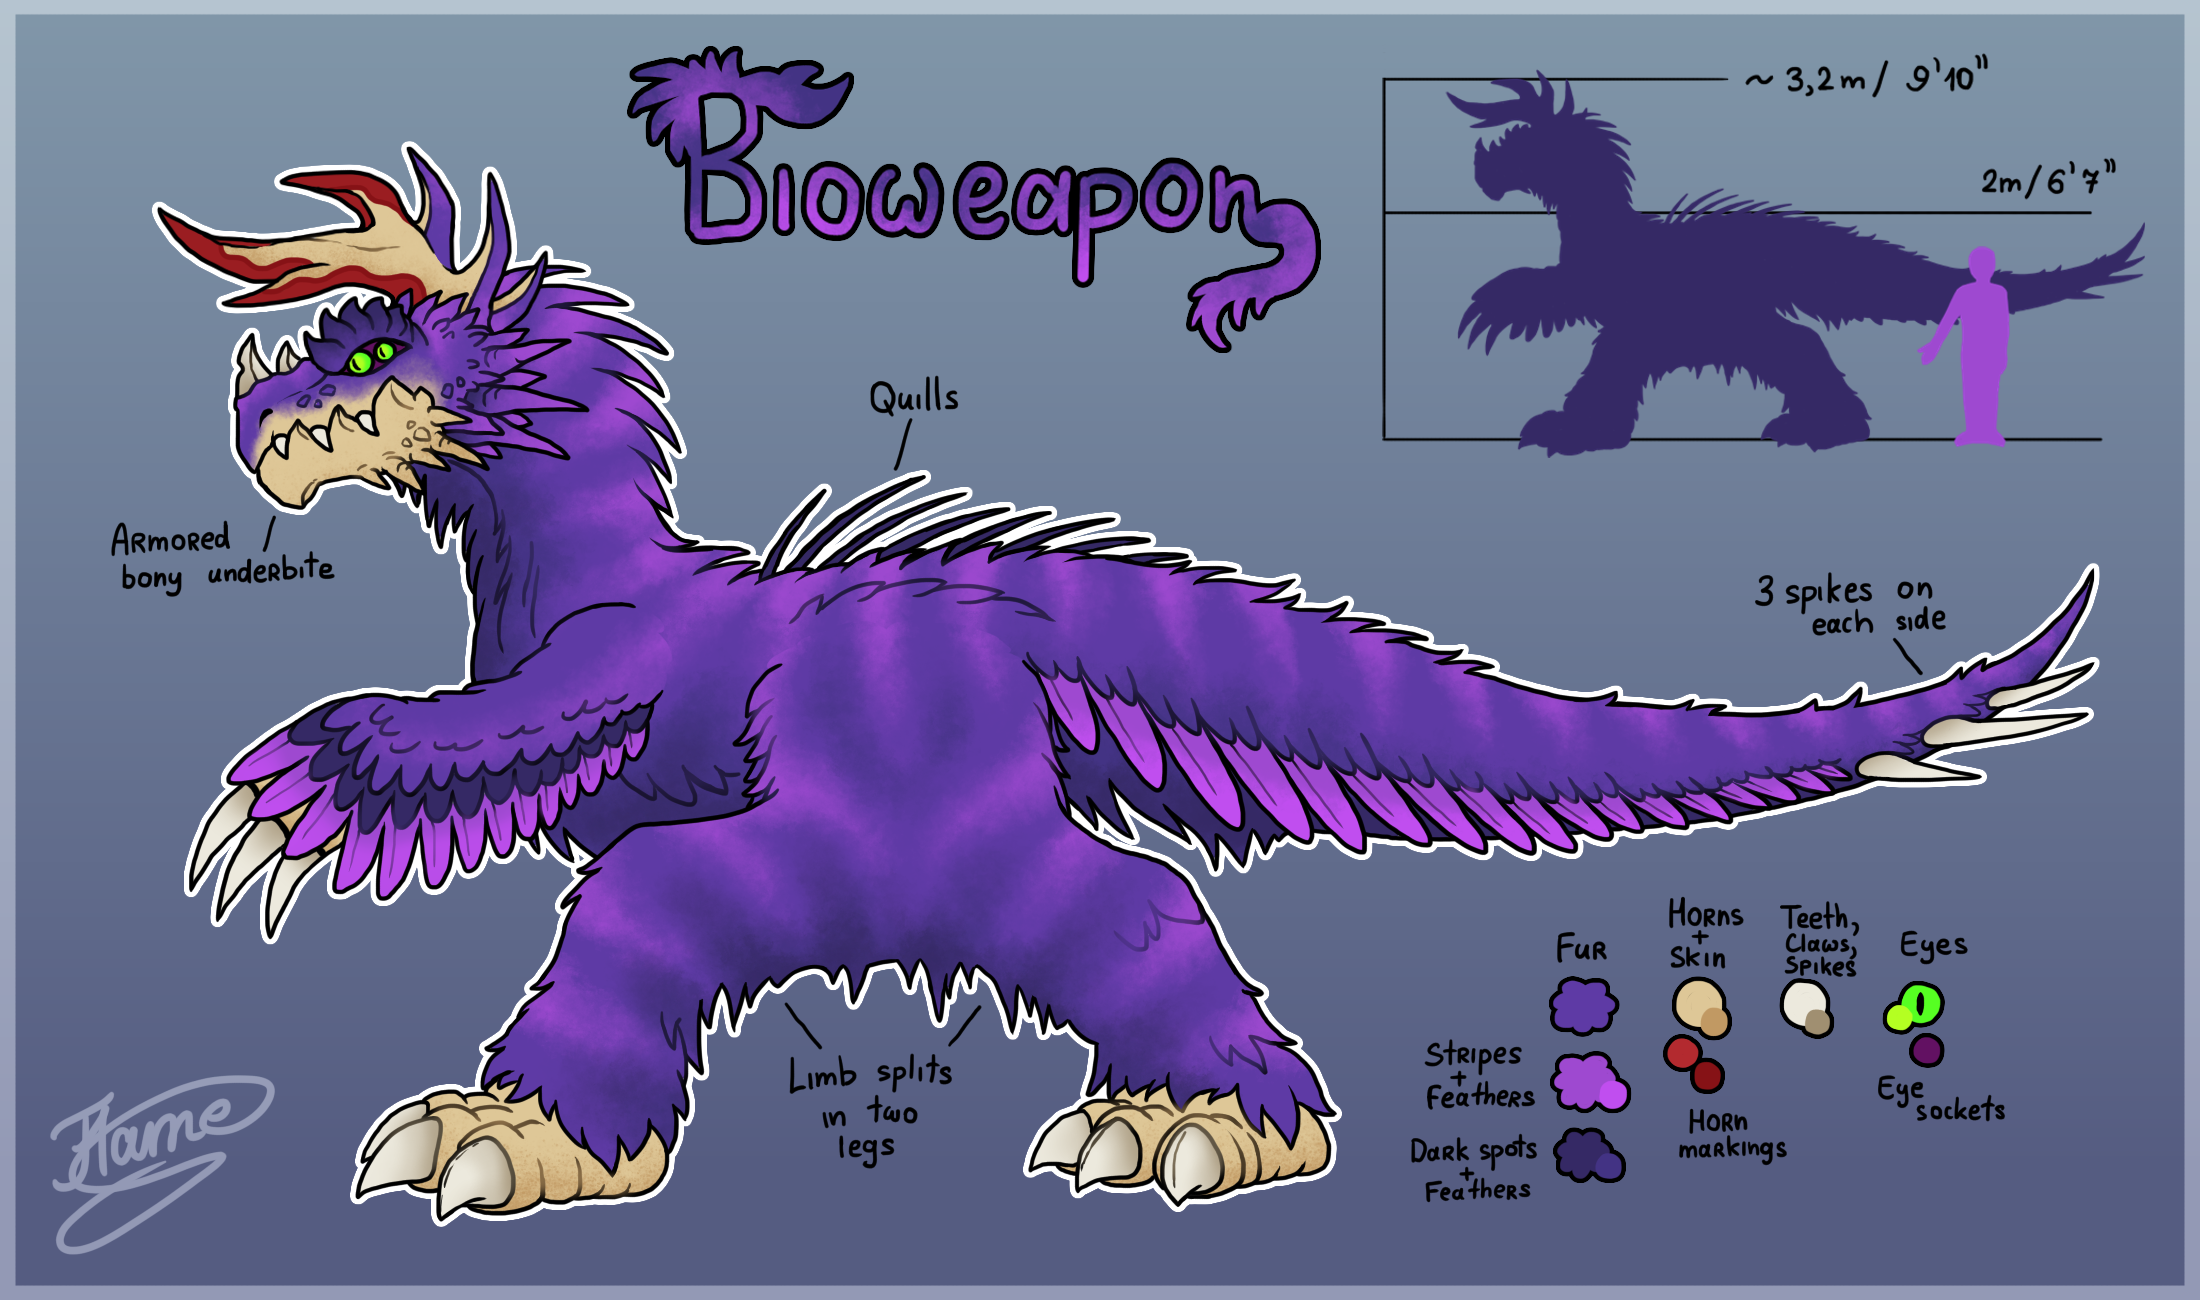 Bioweapon
~ 3,2m / 9'10"
2m / 6'7"
Quills
Armored
bony underbite
3 spikes on
each side
Limb splits
in two
legs
Fur
Horns
+
Skin
Teeth,
Claws,
Spikes
Eyes
Stripes
+
Feathers
Eye
sockets
Horn
markings
Dark spots
+
Feathers
Flame